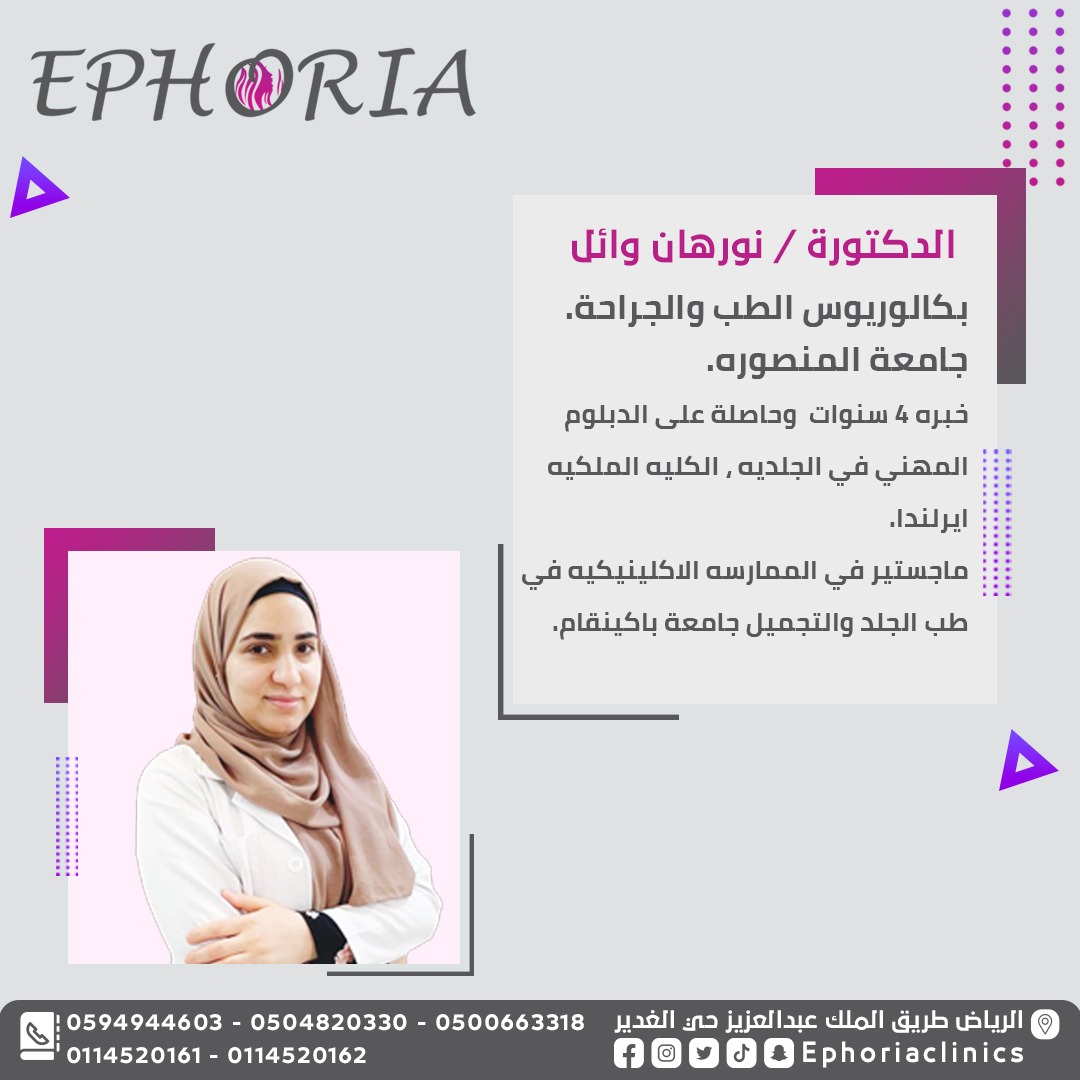 EPHORIA
الدكتورة / نورهان وائل
بكالوريوس الطب والجراحة.
جامعة المنصوره.
خبره 4 سنوات وحاصلة على الدبلوم
المهني في الجلديه ، الكليه الملكيه
ايرلندا.
ماجستير في الممارسه الاكلينيكيه في
طب الجلد والتجميل جامعة باكينقام.
الرياض طريق الملك عبدالعزيز حي الغدير
Ephoriaclinics
0594944603 - 0504820330 - 0500663318
0114520161 - 0114520162